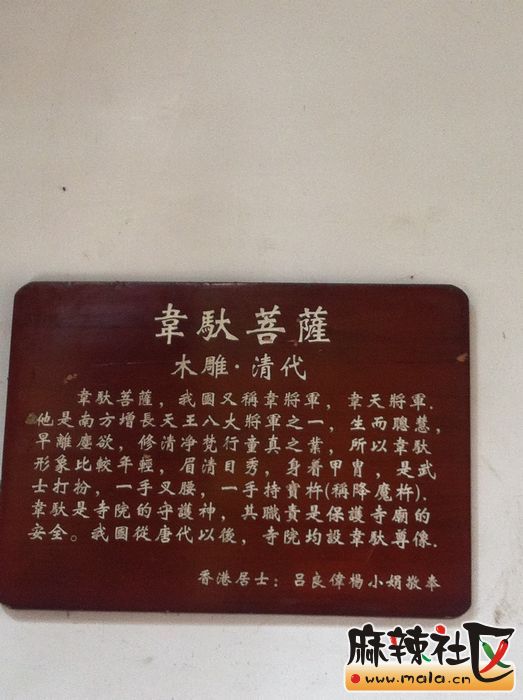 韋馱菩薩
木雕·清代
韋馱菩薩，我國又稱韋將軍，韋天將軍.
他是南方增長天王八大將軍之一，生而聰慧，
早離塵欲，修清净梵行童真之業，所以韋馱
形象比較年輕，眉清目秀，身着甲冑，是武
士打扮，一手叉腰，一手持寶杵(稱降魔杵).
韋馱是寺院的守護神，其職責是保護寺廟的
安全。我國從唐代以後，寺院均設韋馱尊像.
香港居士：吕良偉楊小娟敬奉
麻辣社区
www.mala.cn